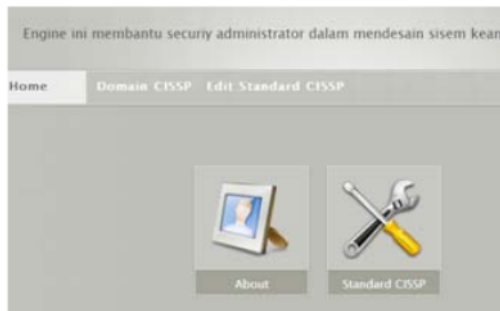 Engine ini membantu securiy administrator dalam mendesain sisem kean
Home Domain CISSP Edit Standard CISSP
About Standard CISSP